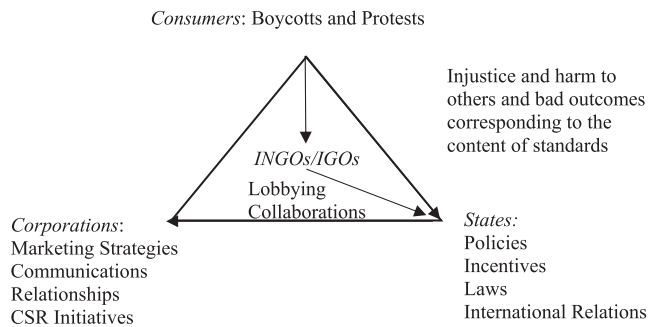 Consumers: Boycotts and Protests
Injustice and harm to
others and bad outcomes
corresponding to the
content of standards
INGOs/IGOs
Lobbying
Collaborations
Corporations:
Marketing Strategies
Communications
Relationships
CSR Initiatives
States:
Policies
Incentives
Laws
International Relations